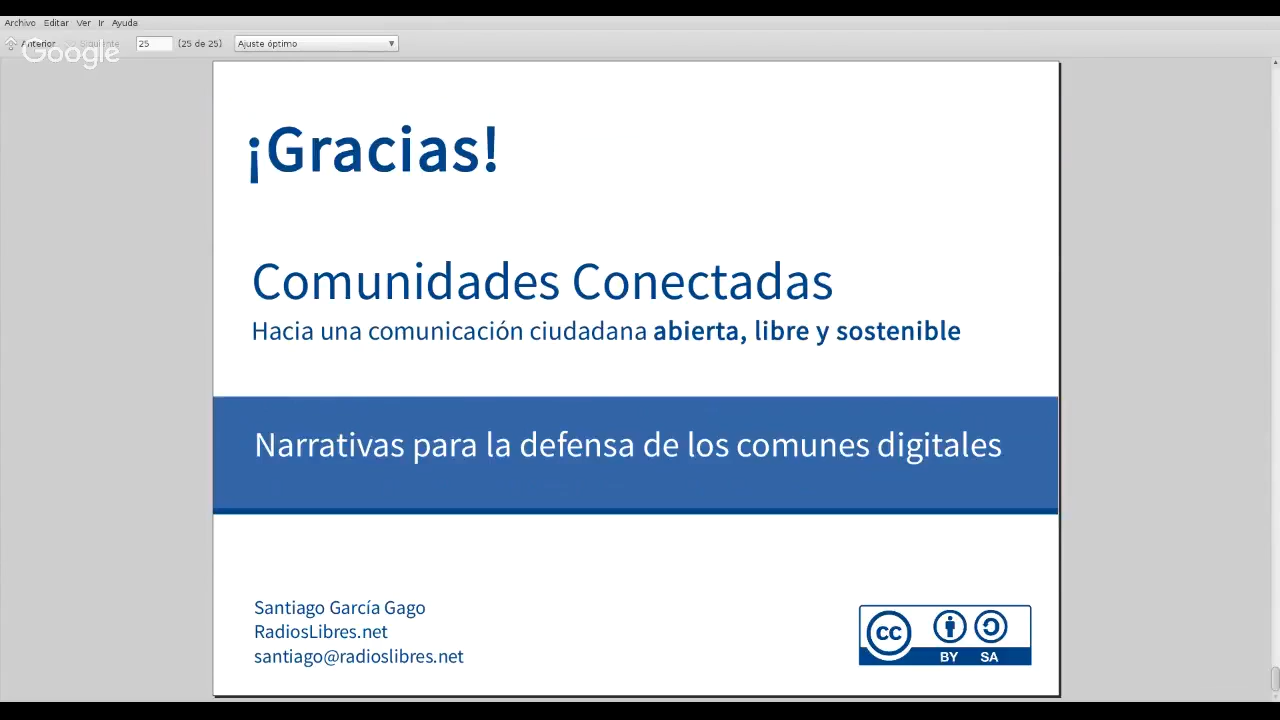 Archivo Editar Ver Ir Ayuda
Anterior Siguiente 25 (25 de 25) Ajuste óptimo
Google
¡Gracias!
Comunidades Conectadas
Hacia una comunicación ciudadana abierta, libre y sostenible
Narrativas para la defensa de los comunes digitales
Santiago García Gago
RadiosLibres.net
santiago@radioslibres.net
cc
BY SA